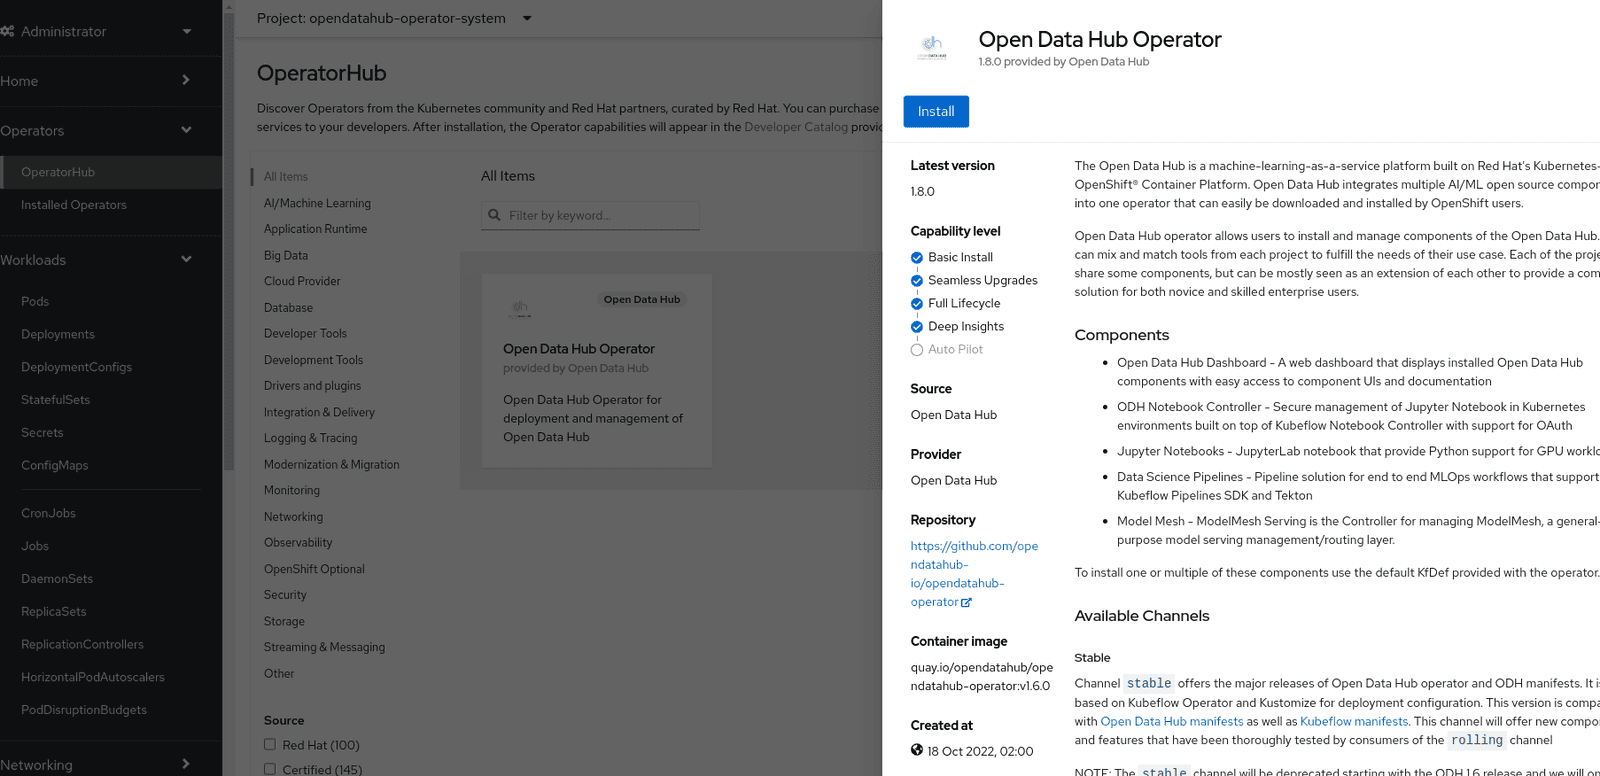 Administrator
Home
Operators
OperatorHub
Installed Operators
Workloads
Pods
Deployments
DeploymentConfigs
StatefulSets
Secrets
ConfigMaps
CronJobs
Jobs
DaemonSets
ReplicaSets
ReplicationControllers
HorizontalPodAutoscalers
PodDisruptionBudgets
Networking
Project: opendatahub-operator-system
OperatorHub
Discover Operators from the Kubernetes community and Red Hat partners, curated by Red Hat. You can purchase
services to your developers. After installation, the Operator capabilities will appear in the Developer Catalog
All Items
AI/Machine Learning
Application Runtime
Big Data
Cloud Provider
Database
Developer Tools
Development Tools
Drivers and plugins
Integration & Delivery
Logging & Tracing
Modernization & Migration
Monitoring
Networking
Observability
OpenShift Optional
Security
Storage
Streaming & Messaging
Other
Source
Red Hat (100)
Certified (145)
All Items
Filter by keyword...
Open Data Hub
Open Data Hub Operator
provided by Open Data Hub
Open Data Hub Operator for
deployment and management of
Open Data Hub
Open Data Hub Operator
1.8.0 provided by Open Data Hub
Install
Latest version
1.8.0
Capability level
Basic Install
Seamless Upgrades
Full Lifecycle
Deep Insights
Auto Pilot
Source
Open Data Hub
Provider
Open Data Hub
Repository
https://github.com/ope
ndatahub-
io/opendatahub-
operator
Container image
quay.io/opendatahub/ope
ndatahub-operator:v1.6.0
Created at
18 Oct 2022, 02:00
The Open Data Hub is a machine-learning-as-a-service platform built on Red Hat's Kubernetes-
OpenShift® Container Platform. Open Data Hub integrates multiple AI/ML open source
into one operator that can easily be downloaded and installed by OpenShift users.
Open Data Hub operator allows users to install and manage components of the Open Data Hub.
can mix and match tools from each project to fulfill the needs of their use case. Each of the
share some components, but can be mostly seen as an extension of each other to provide a
solution for both novice and skilled enterprise users.
Components
• Open Data Hub Dashboard - A web dashboard that displays installed Open Data Hub
components with easy access to component UIs and documentation
• ODH Notebook Controller - Secure management of Jupyter Notebook in Kubernetes
environments built on top of Kubeflow Notebook Controller with support for OAuth
• Jupyter Notebooks - JupyterLab notebook that provide Python support for GPU
• Data Science Pipelines - Pipeline solution for end to end MLOps workflows that support
Kubeflow Pipelines SDK and Tekton
• Model Mesh - ModelMesh Serving is the Controller for managing ModelMesh, a general-
purpose model serving management/routing layer.
To install one or multiple of these components use the default KfDef provided with the operator.
Available Channels
Stable
Channel stable offers the major releases of Open Data Hub operator and ODH manifests. It is
based on Kubeflow Operator and Kustomize for deployment configuration. This version is
with Open Data Hub manifests as well as Kubeflow manifests. This channel will offer new
and features that have been thoroughly tested by consumers of the rolling channel
NOTE: The stable channel will be deprecated starting with the ODH 1.6 release and we will